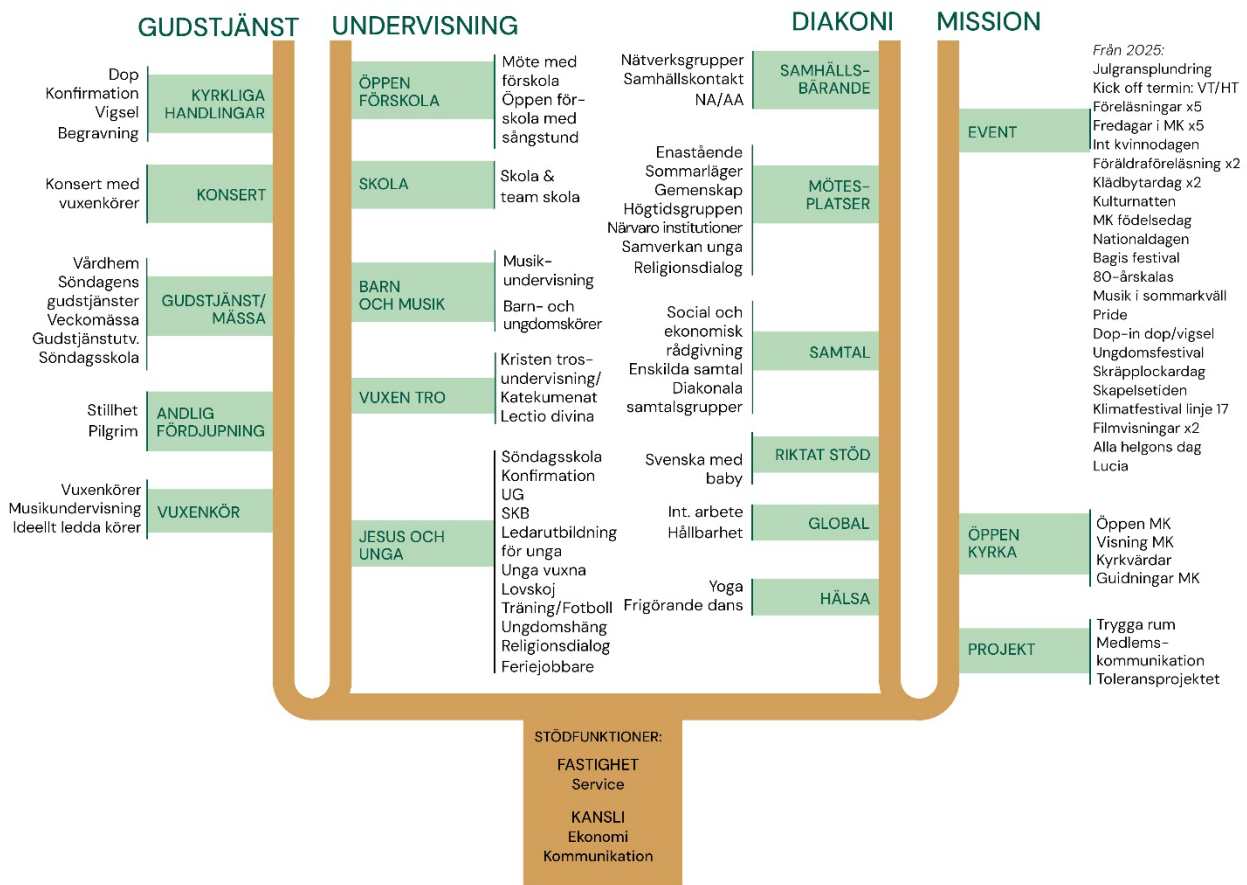 GUDSTJÄNST
KYRKLIGA
HANDLINGAR
Dop
Konfirmation
Vigsel
Begravning
KONSERT
Konsert med
vuxenkörer
GUDSTJÄNST/
MÄSSA
Vårdhem
Söndagens
gudstjänster
Veckomässa
Gudstjänstutv.
Söndagsskola
ANDLIG
FÖRDJUPNING
Stillhet
Pilgrim
VUXENKÖR
Vuxenkörer
Musikundervisning
Ideellt ledda körer
UNDERVISNING
ÖPPEN
FÖRSKOLA
Möte med
förskola
Öppen för-
skola med
sångstund
SKOLA
Skola &
team skola
BARN
OCH MUSIK
Musik-
undervisning
Barn- och
ungdomskörer
VUXEN TRO
Kristen tros-
undervisning/
Katekumenat
Lectio divina
JESUS OCH
UNGA
Söndagsskola
Konfirmation
UG
SKB
Ledarutbildning
för unga
Unga vuxna
Lovskoj
Träning/Fotboll
Ungdomshäng
Religionsdialog
Feriejobbare
DIAKONI
SAMHÄLLS-
BÄRANDE
Nätverksgrupper
Samhällskontakt
NA/AA
MÖTES-
PLATSER
Enastående
Sommarläger
Gemenskap
Högtidsgruppen
Närvaro institutioner
Samverkan unga
Religionsdialog
SAMTAL
Social och
ekonomisk
rådgivning
Enskilda samtal
Diakonala
samtalsgrupper
RIKTAT STÖD
Svenska med
baby
GLOBAL
Int. arbete
Hållbarhet
HÄLSA
Yoga
Frigörande dans
MISSION
EVENT
Från 2025:
Julgransplundring
Kick off termin: VT/HT
Föreläsningar x5
Fredagar i MK x5
Int kvinnodagen
Föräldraföreläsning x2
Klädbytardag x2
Kulturnatten
MK födelsedag
Nationaldagen
Bagis festival
80-årskalas
Musik i sommarkväll
Pride
Dop-in dop/vigsel
Ungdomsfestival
Skräpplockardag
Skapelsetiden
Klimatfestival linje 17
Filmvisningar x2
Alla helgons dag
Lucia
ÖPPEN
KYRKA
Öppen MK
Visning MK
Kyrkvärdar
Guidningar MK
PROJEKT
Trygga rum
Medlems-
kommunikation
Toleransprojektet
STÖDFUNKTIONER:
FASTIGHET
Service
KANSLI
Ekonomi
Kommunikation